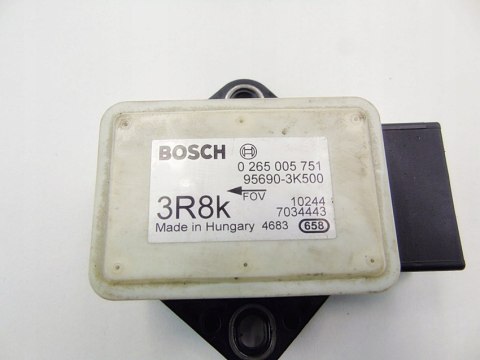 BOSCH
0 265 005 751
95690-3K500
FOV
3R8k
10244
7034443
Made in Hungary 4683 658